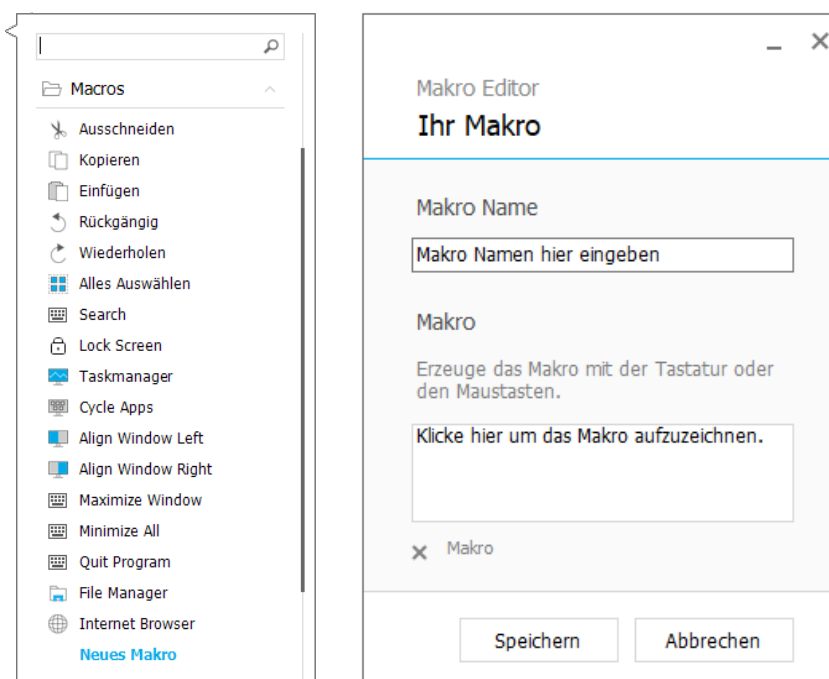 Macros
Ausschneiden
Kopieren
Einfügen
Rückgängig
Wiederholen
Alles Auswählen
Search
Lock Screen
Taskmanager
Cycle Apps
Align Window Left
Align Window Right
Maximize Window
Minimize All
Quit Program
File Manager
Internet Browser
Neues Makro
Makro Editor
Ihr Makro
Makro Name
Makro Namen hier eingeben
Makro
Erzeuge das Makro mit der Tastatur oder
den Maustasten.
Klicke hier um das Makro aufzuzeichnen.
Makro
Speichern
Abbrechen